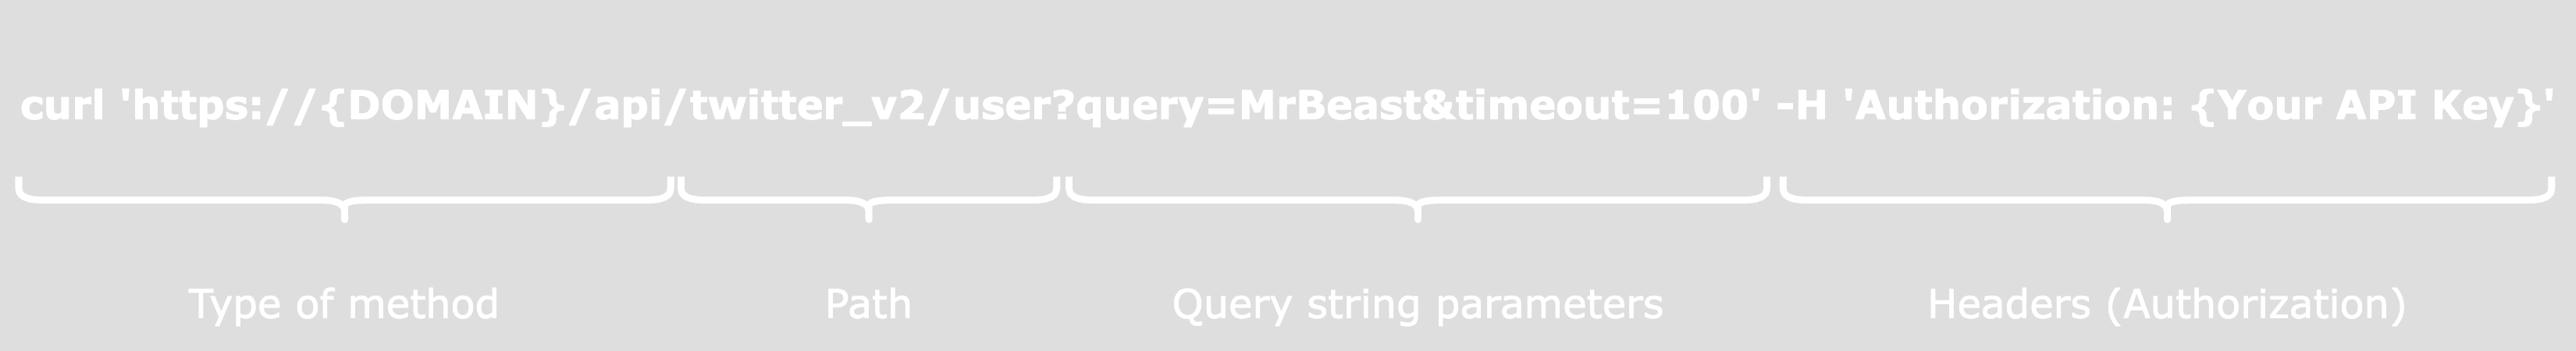 curl 'https://{DOMAIN}/api/twitter_v2/user?query=MrBeast&timeout=100' -H 'Authorization: {Your API Key}'
Type of method Path Query string parameters Headers (Authorization)